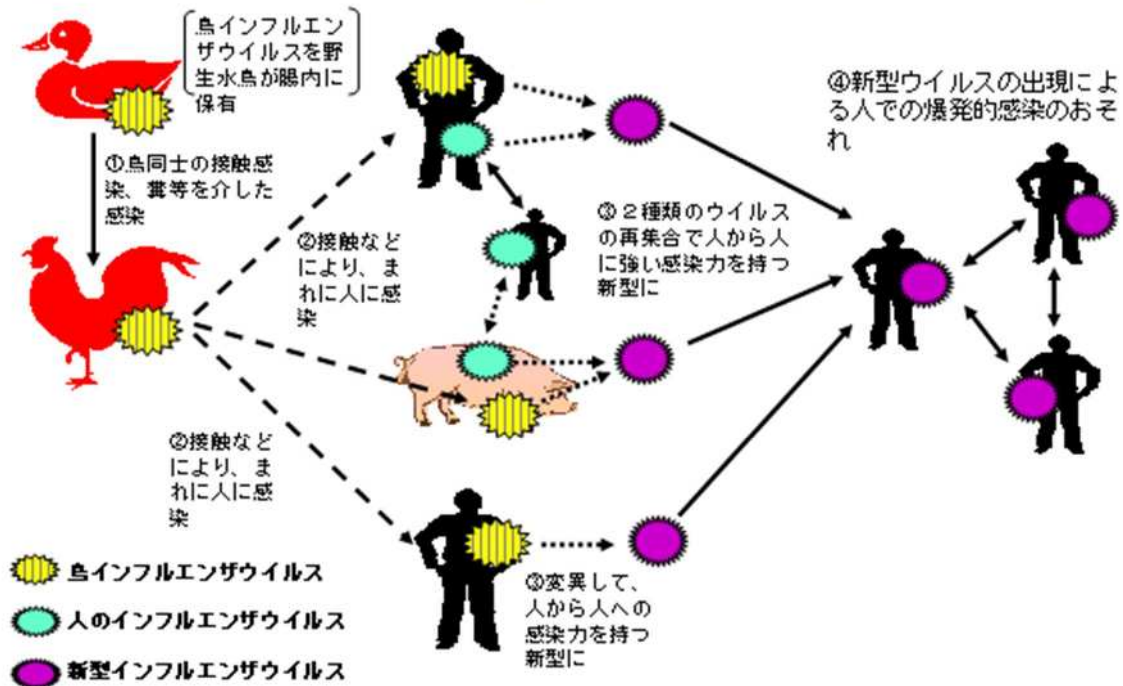 鳥インフルエン
ザウイルスを野
生水鳥が腸内に
保有
①鳥同士の接触感
染、糞等を介した
感染
②接触など
により、ま
れに人に感
染
②接触など
により、ま
れに人に感
染
③２種類のウイルス
の再集合で人から人
に強い感染力を持つ
新型に
③変異して、
人から人への
感染力を持つ
新型に
④新型ウイルスの出現によ
る人での爆発的感染のおそ
れ
鳥インフルエンザウイルス
人のインフルエンザウイルス
新型インフルエンザウイルス